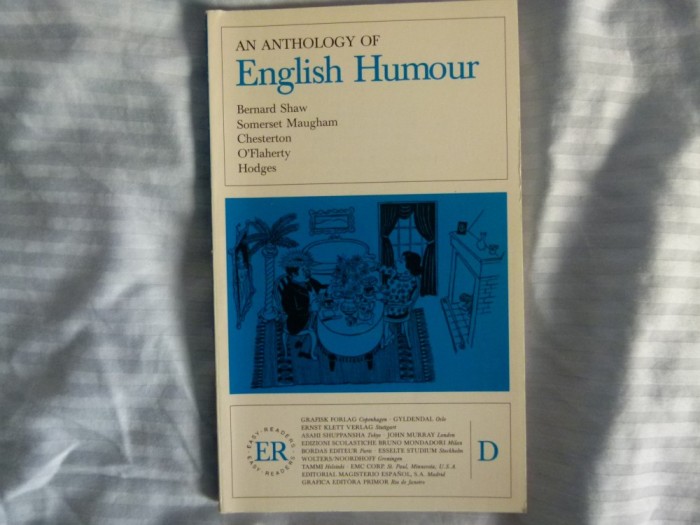 AN ANTHOLOGY OF
English Humour
Bernard Shaw
Somerset Maugham
Chesterton
O'Flaherty
Hodges
EASY-READERS
ER
EASY-READERS
GRAFISK FORLAG Copenhagen · GYLDENDAL Oslo
ERNST KLETT VERLAG Stuttgart
ASAHI SHUPPANSHA Tokyo · JOHN MURRAY London
EDIZIONI SCOLASTICHE BRUNO MONDADORI Milan
BORDAS EDITEUR Paris · ESSELTE STUDIUM Stockholm
WOLTERS/NOORDHOFF Groningen
TAMMI Helsinki · EMC CORP. St. Paul, Minnesota, U.S.A.
EDITORIAL MAGISTERIO ESPAÑOL, S.A. Madrid
GRAFICA EDITORA PRIMOR Rio de Janeiro
D